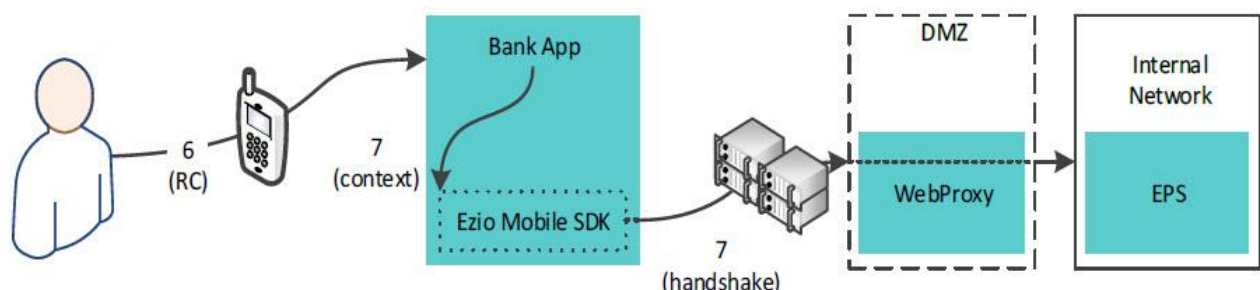 6
(RC)
7
(context)
Bank App
Ezio Mobile SDK
7
(handshake)
DMZ
WebProxy
Internal
Network
EPS